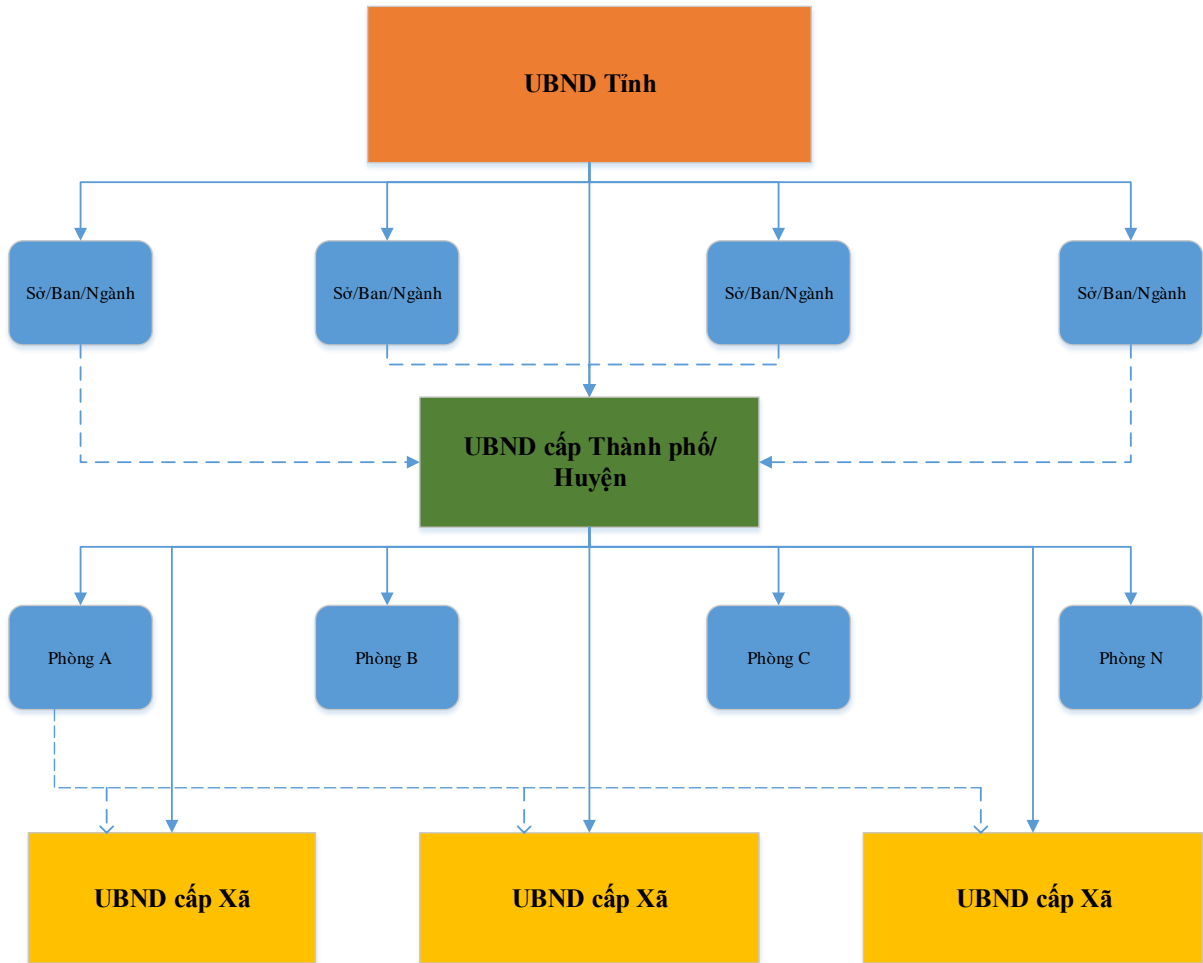 UBND Tỉnh
Sở/Ban/Ngành
Sở/Ban/Ngành
Sở/Ban/Ngành
Sở/Ban/Ngành
UBND cấp Thành phố/
Huyện
Phòng A
Phòng B
Phòng C
Phòng N
UBND cấp Xã
UBND cấp Xã
UBND cấp Xã